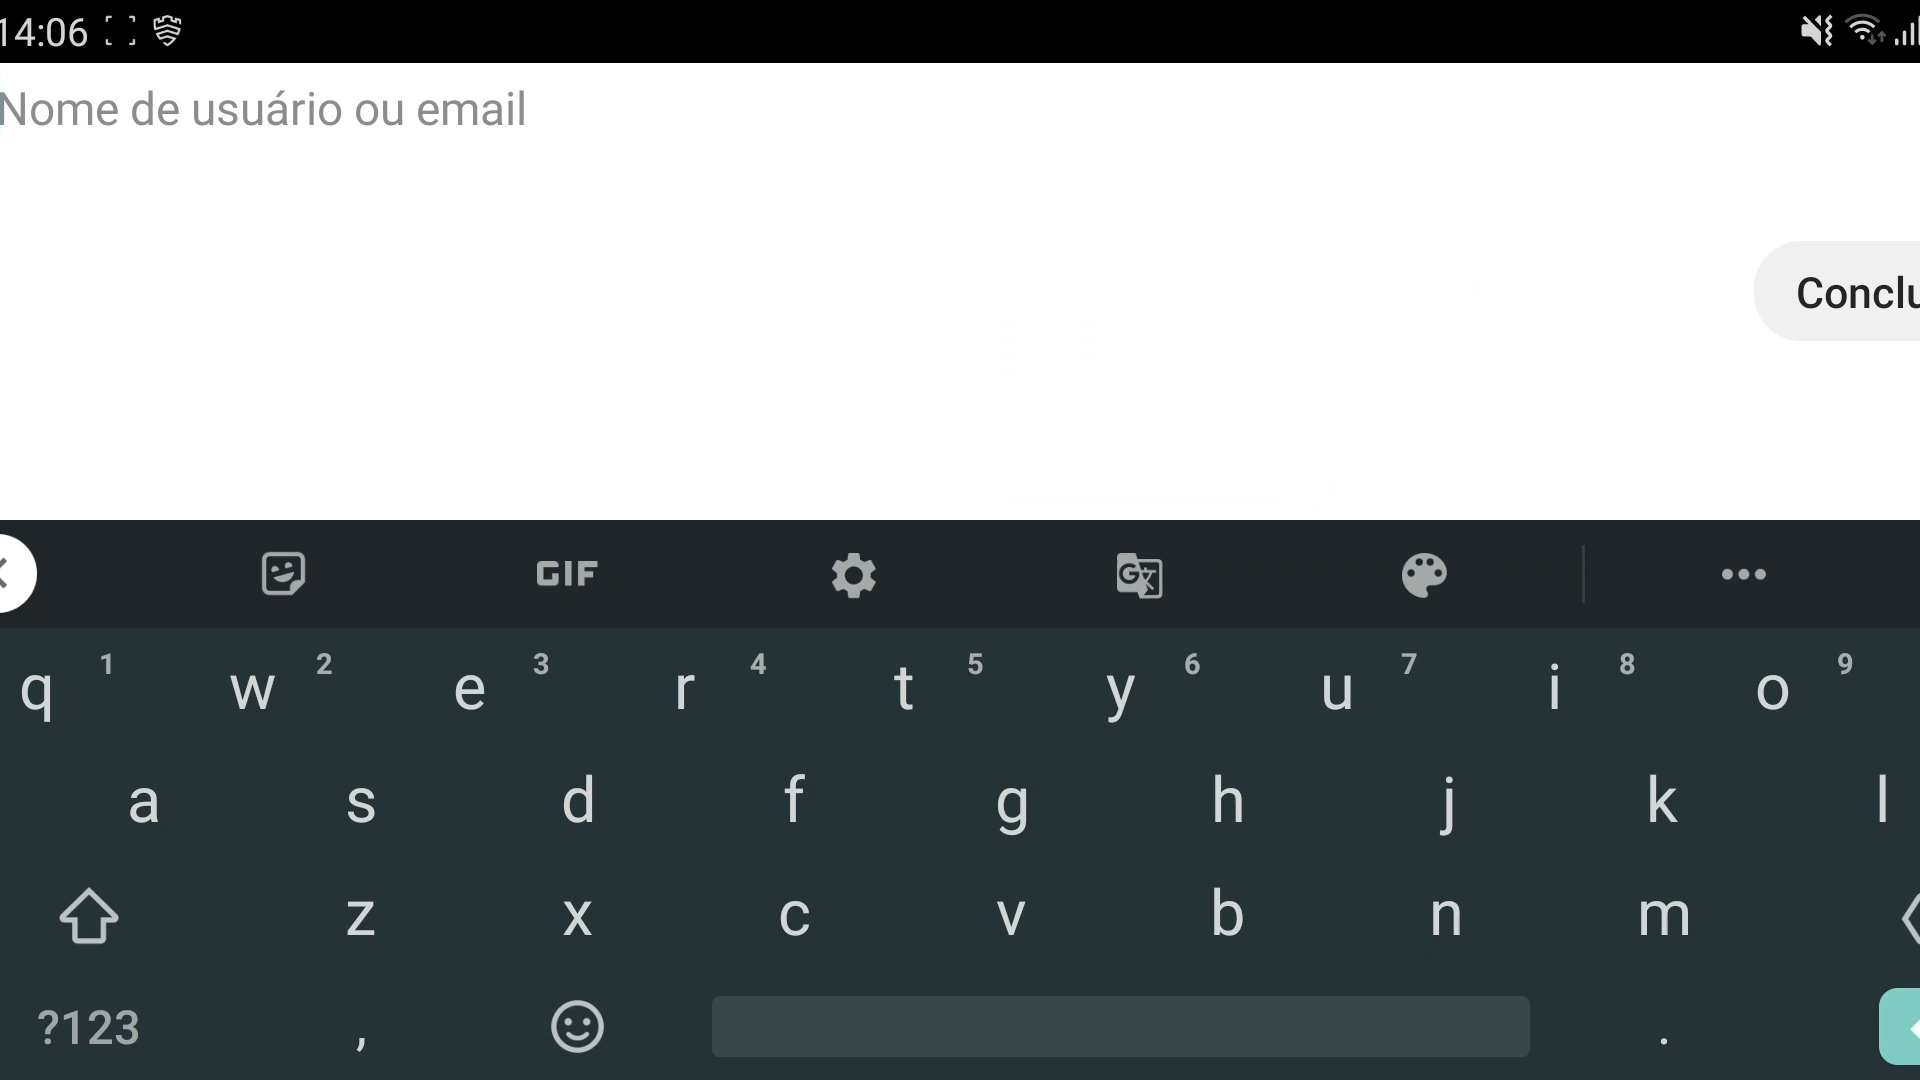 14:06
Nome de usuário ou email
Conclu
GIF
G
q 1 w 2 e 3 r 4 t 5 y 6 u 7 i 8 o 9
a s d f g h j k l
z x c v b n m
?123 , .